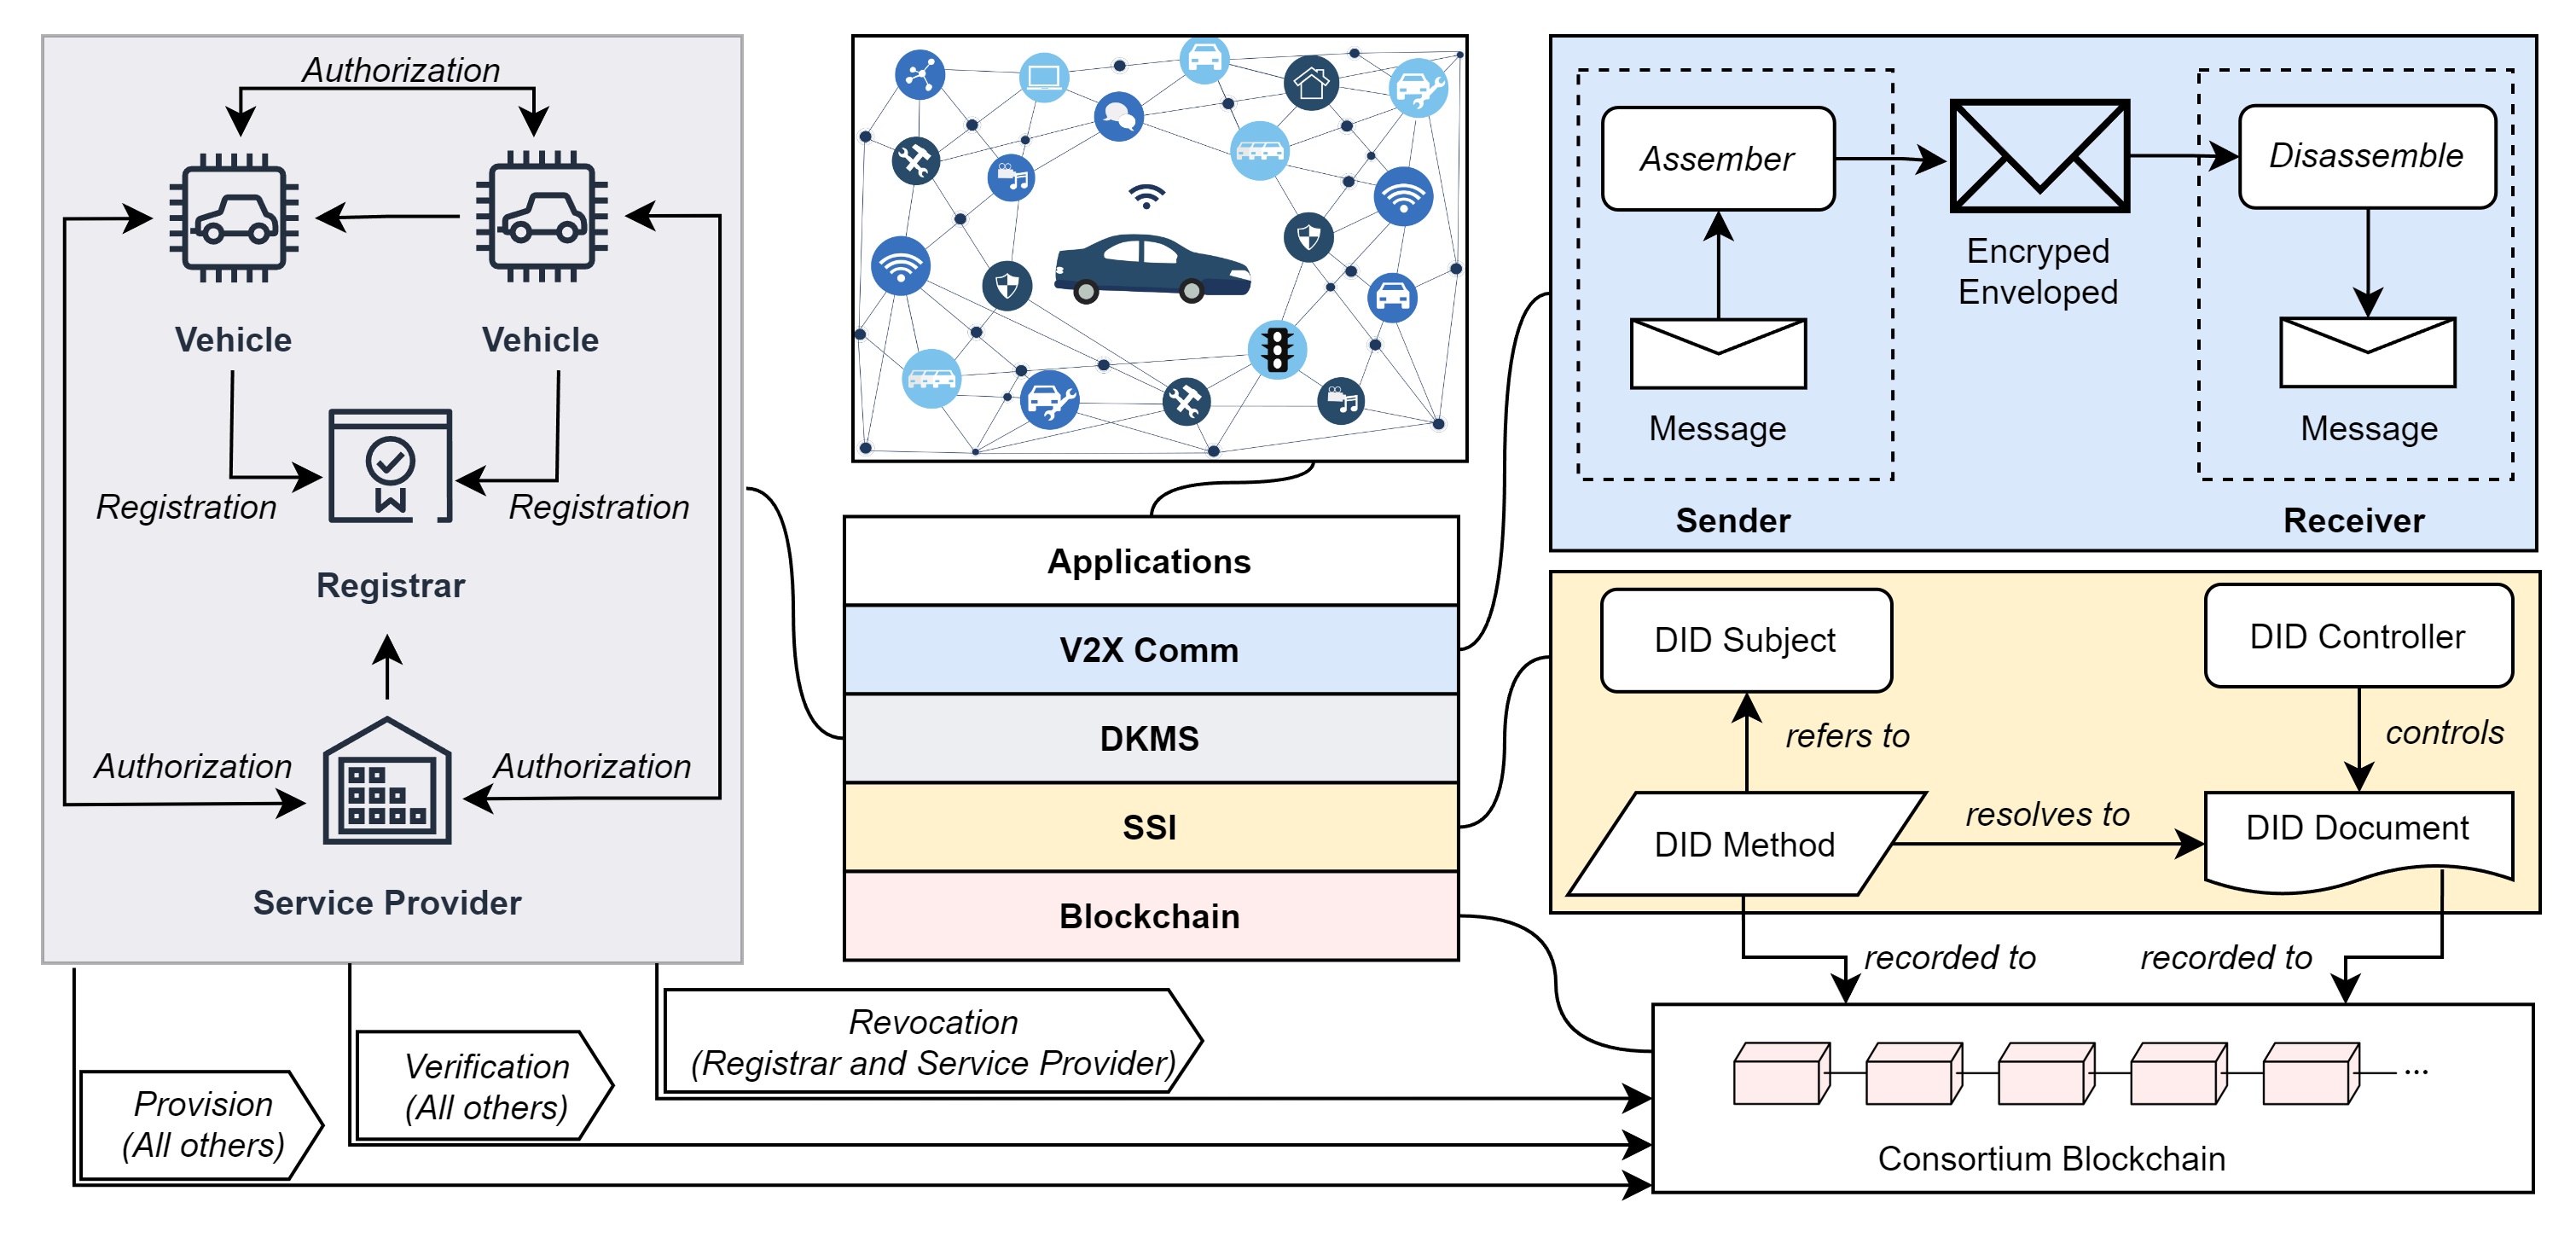 Authorization
Vehicle
Vehicle
Registration
Registration
Registrar
Authorization
Authorization
Service Provider
Provision
(All others)
Verification
(All others)
Revocation
(Registrar and Service Provider)
Applications
V2X Comm
DKMS
SSI
Blockchain
Assember
Encryped
Enveloped
Disassemble
Message
Message
Sender
Receiver
DID Subject
DID Controller
refers to
controls
DID Method
resolves to
DID Document
recorded to
recorded to
...
Consortium Blockchain